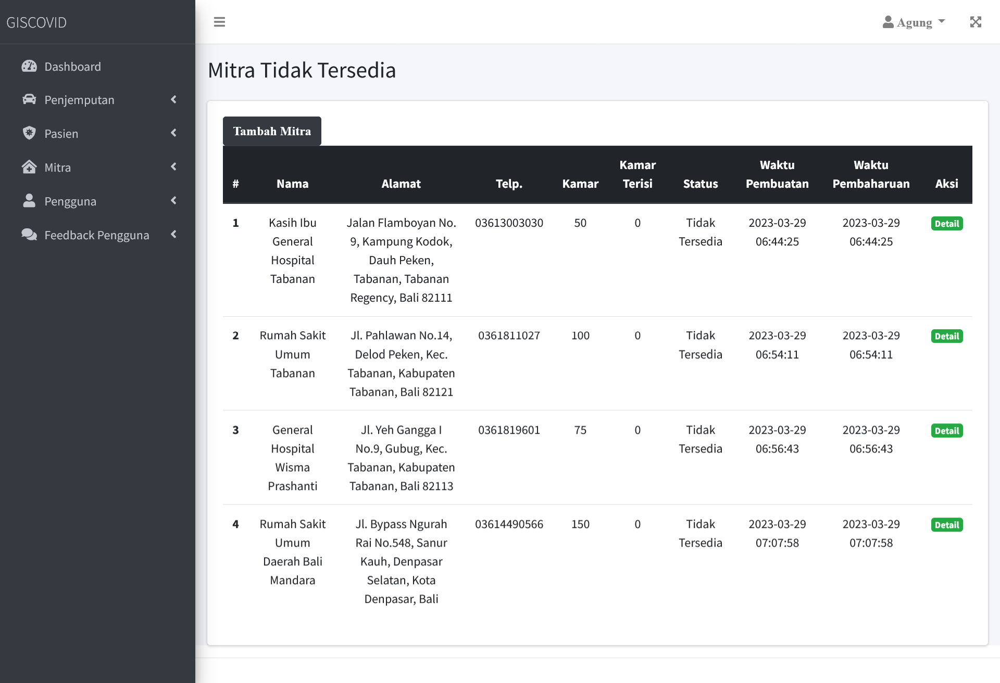 GISCOVID
Agung
Dashboard
Penjemputan
Pasien
Mitra
Pengguna
Feedback Pengguna
Mitra Tidak Tersedia
Tambah Mitra
# Nama Alamat Telp. Kamar Kamar Terisi Status Waktu Pembuatan Waktu Pembaharuan Aksi
1 Kasih Ibu Jalan Flamboyan No. 03613003030 50 0 Tidak 2023-03-29 2023-03-29 Detail
General 9, Kampung Kodok, Tersedia 06:44:25 06:44:25
Hospital Dauh Peken,
Tabanan Tabanan, Tabanan
Regency, Bali 82111
2 Rumah Sakit Jl. Pahlawan No.14, 0361811027 100 0 Tidak 2023-03-29 2023-03-29 Detail
Umum Delod Peken, Kec. Tersedia 06:54:11 06:54:11
Tabanan Tabanan, Kabupaten
Tabanan, Bali 82121
3 General Jl. Yeh Gangga I 0361819601 75 0 Tidak 2023-03-29 2023-03-29 Detail
Hospital No.9, Gubug, Kec. Tersedia 06:56:43 06:56:43
Wisma Tabanan, Kabupaten
Prashanti Tabanan, Bali 82113
4 Rumah Sakit Jl. Bypass Ngurah 03614490566 150 0 Tidak 2023-03-29 2023-03-29 Detail
Umum Rai No.548, Sanur Tersedia 07:07:58 07:07:58
Daerah Bali Kauh, Denpasar
Mandara Selatan, Kota
Denpasar, Bali